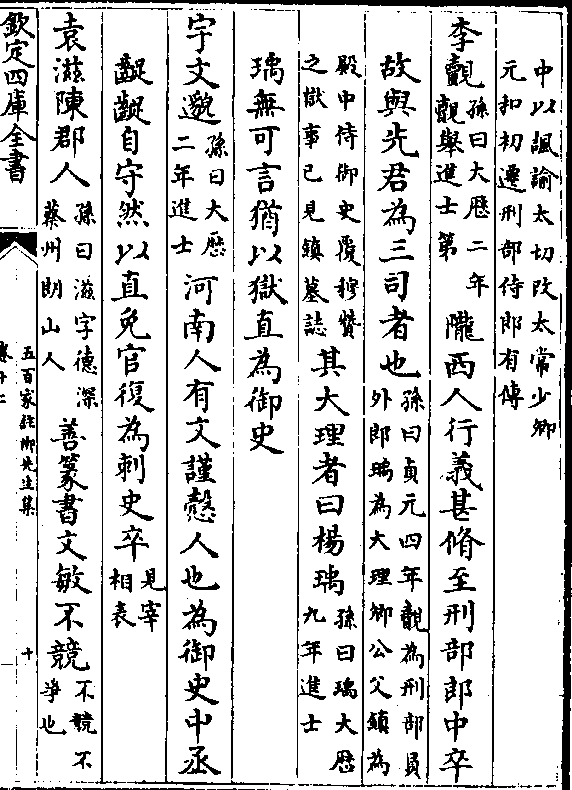 中以諷諭太切改太常少卿
元和初遷刑部侍郎有傳
李覿孫曰大厯二年覿舉進士第隴西人行義甚脩至刑部郎中卒
故與先君為三司者也孫曰貞元四年覿為刑部員外郎瑀為大理卿公父鎮為
殿中侍御史覆穆贊之獄事已見鎮墓誌其大理者曰楊瑀孫曰瑀大厯九年進士
瑀無可言猶以獄直為御史
宇文邈孫曰大厯二年進士河南人有文謹愨人也為御史中丞
齪齪自守然以直免官復為刺史卒見宰相表
袁滋陳郡人孫曰滋字德深蔡州朗山人善篆書文敏不競不競不爭也
欽定四庫全書
五百家註柳先生集
卷十二
十